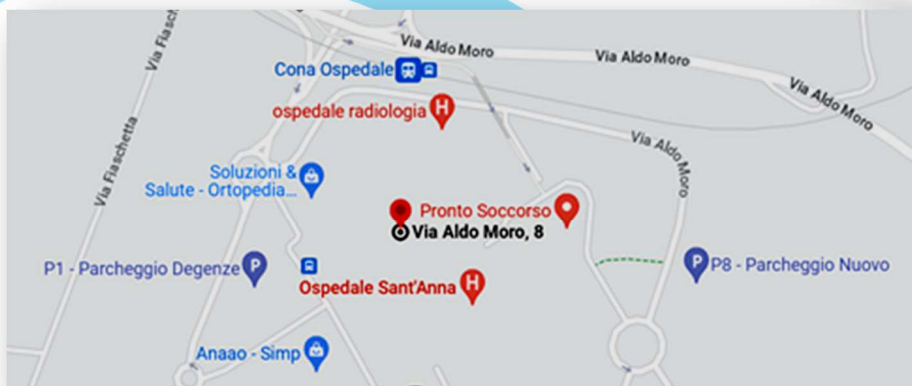 Via Fiasch
Via Aldo Moro
Via Aldo Moro
Cona Ospedale
Via Aldo Moro
ospedale radiologia
Via Fiaschetta
Via Aldo Moro
Soluzioni &
Salute - Ortopedia...
Pronto Soccorso
Via Aldo Moro, 8
P1 - Parcheggio Degenze
P8 - Parcheggio Nuovo
Ospedale Sant'Anna
Anaao - Simp